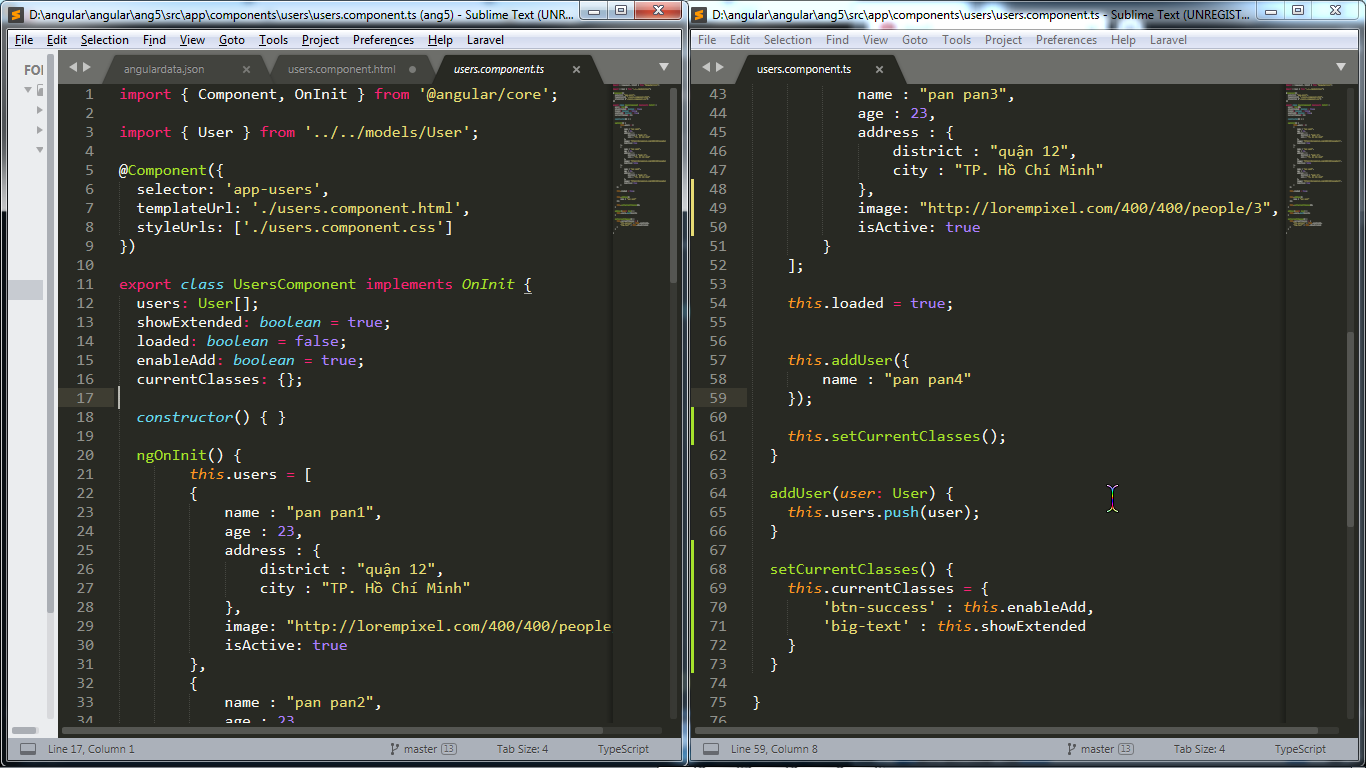 D:\angular\angular\ang5\src\app\components\users\users.component.ts (ang5) - Sublime Text (UNR...
File Edit Selection Find View Goto Tools Project Preferences Help Laravel
FOI
angulardata.json users.component.html users.component.ts
1 import { Component, OnInit } from '@angular/core';
2
3 import { User } from '../../models/User';
4
5 @Component({
6 selector: 'app-users',
7 templateUrl: './users.component.html',
8 styleUrls: ['./users.component.css']
9 })
10
11 export class UsersComponent implements OnInit {
12 users: User[];
13 showExtended: boolean = true;
14 loaded: boolean = false;
15 enableAdd: boolean = true;
16 currentClasses: {};
17
18 constructor() { }
19
20 ngOnInit() {
21 this.users = [
22 {
23 name : "pan pan1",
24 age : 23,
25 address : {
26 district : "quận 12",
27 city : "TP. Hồ Chí Minh"
28 },
29 image: "http://lorempixel.com/400/400/people
30 isActive: true
31 },
32 {
33 name : "pan pan2",
34 age : 23
Line 17, Column 1 master 13 Tab Size: 4 TypeScript
D:\angular\angular\ang5\src\app\components\users\users.component.ts - Sublime Text (UNREGIST...
File Edit Selection Find View Goto Tools Project Preferences Help Laravel
users.component.ts
43 name : "pan pan3",
44 age : 23,
45 address : {
46 district : "quận 12",
47 city : "TP. Hồ Chí Minh"
48 },
49 image: "http://lorempixel.com/400/400/people/3",
50 isActive: true
51 }
52 ];
53
54 this.loaded = true;
55
56
57 this.addUser({
58 name : "pan pan4"
59 });
60
61 this.setCurrentClasses();
62 }
63
64 addUser(user: User) {
65 this.users.push(user);
66 }
67
68 setCurrentClasses() {
69 this.currentClasses = {
70 'btn-success' : this.enableAdd,
71 'big-text' : this.showExtended
72 }
73 }
74
75 }
76
Line 59, Column 8 master 13 Tab Size: 4 TypeScript